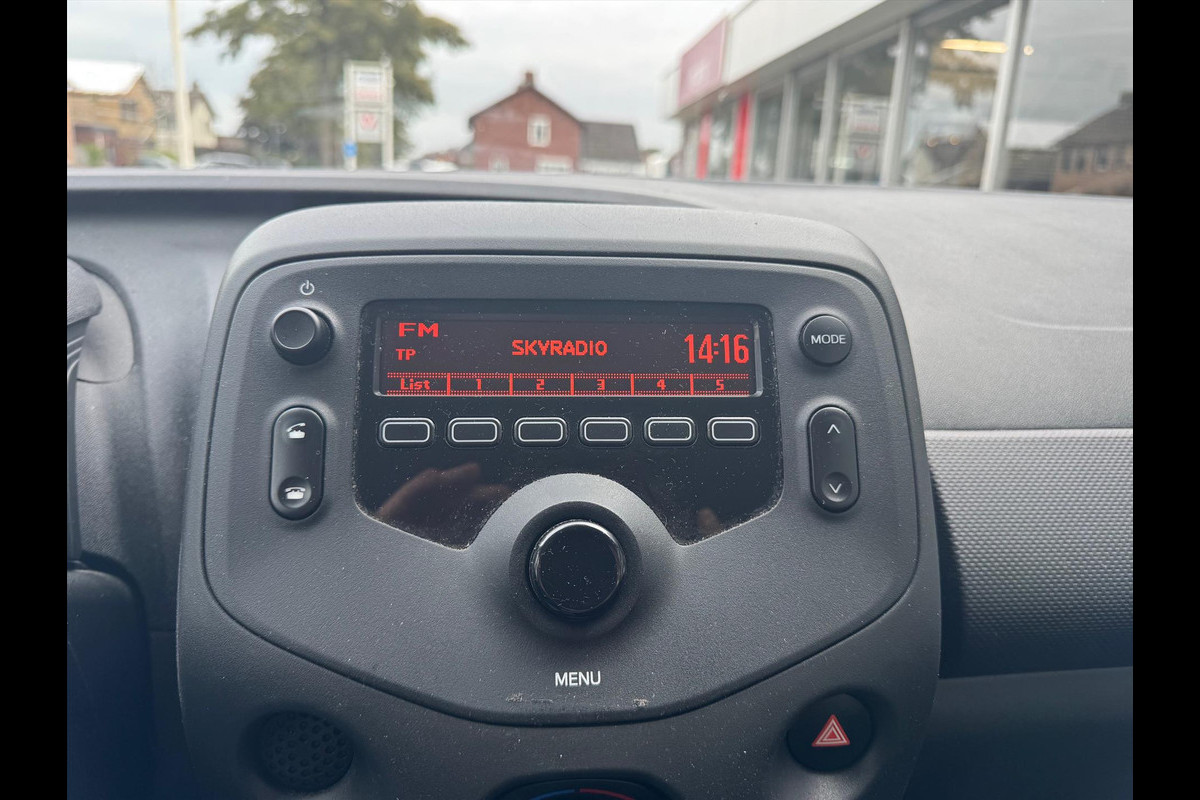 FM
TP
SKYRADIO
14:16
List 1 2 3 4 5
MODE
MENU